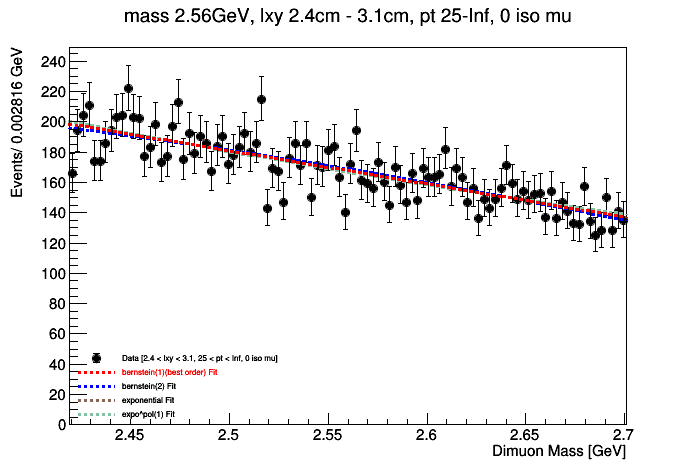 mass 2.56GeV, lxy 2.4cm - 3.1cm, pt 25-Inf, 0 iso mu
Events/ 0.002816 GeV
240
220
200
180
160
140
120
100
80
60
40
20
0
Data [2.4 < lxy < 3.1, 25 < pt < Inf, 0 iso mu]
bernstein(1)(best order) Fit
bernstein(2) Fit
exponential Fit
expo*pol(1) Fit
2.45 2.5 2.55 2.6 2.65 2.7
Dimuon Mass [GeV]